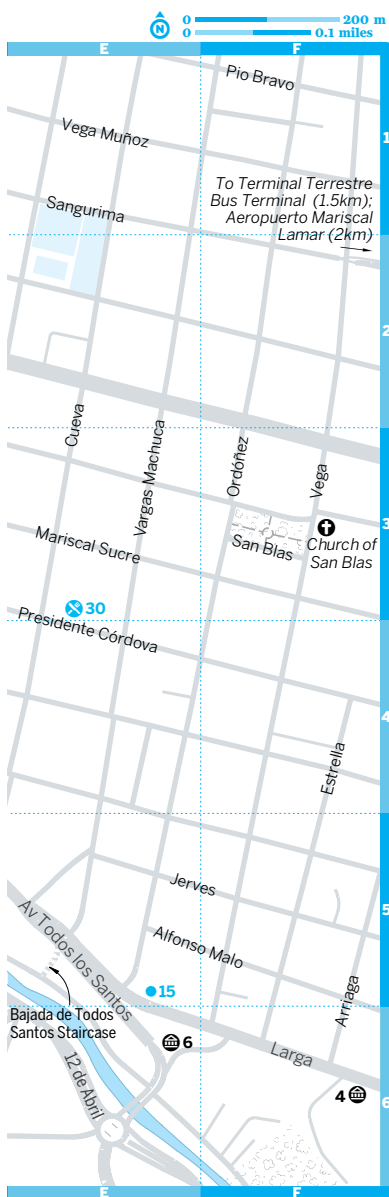 N
0
200 m
0
0.1 miles
E
F
Pio Bravo
1
Vega Muñoz
To Terminal Terrestre
Bus Terminal (1.5km);
Aeropuerto Mariscal
Lamar (2km)
Sangurima
2
Cueva
Vargas Machuca
Ordóñez
Vega
3
San Blas
Church of
San Blas
Mariscal Sucre
30
Presidente Córdova
4
Estrella
Jerves
5
Av Todos los Santos
Alfonso Malo
15
Arriaga
Bajada de Todos
Santos Staircase
6
Larga
12 de Abril
4
6
E
F